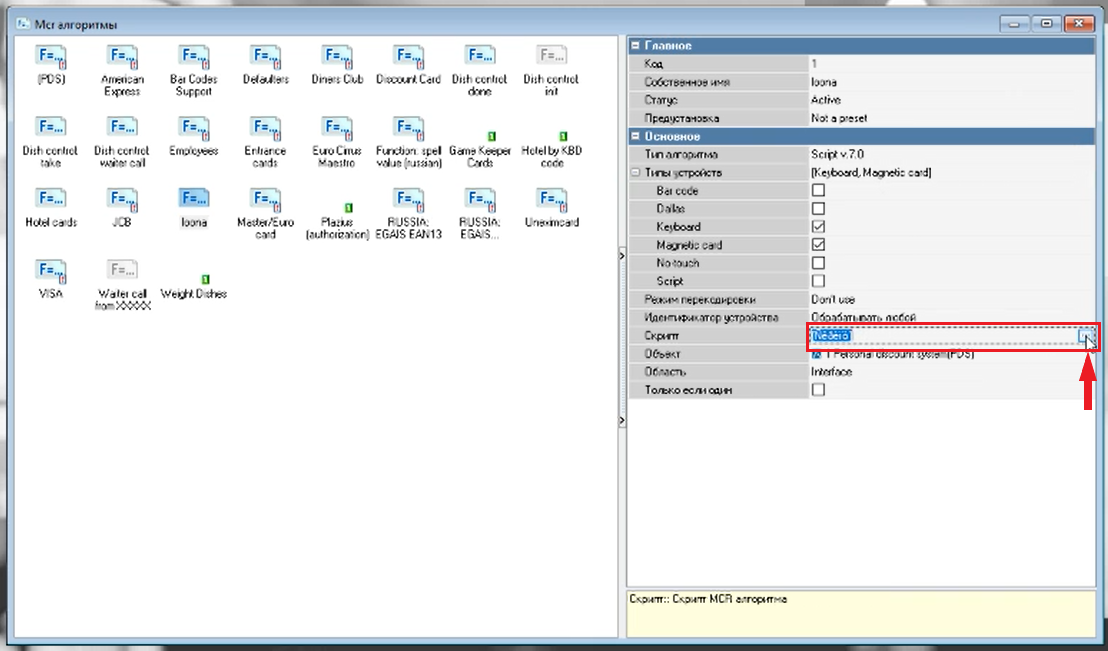 Mcr алгоритмы
(PDS)
American
Express
Bar Codes
Support
Defaulters
Diners Club
Discount Card
Dish control
done
Dish control
init
Dish control
take
Dish control
waiter call
Employees
Entrance
cards
Euro Cirrus
Maestro
Function: spell
value (russian)
Game Keeper
Cards
Hotel by KBD
code
Hotel cards
JCB
loona
Master/Euro
card
Plazius
(authorization)
RUSSIA:
EGAIS EAN13
RUSSIA:
EGAIS...
Uneximcard
VISA
Waiter call
from XXXXX
Weight Dishes
Главное
Код 1
Собственное имя loona
Статус Active
Предустановка Not a preset
Основное
Тип алгоритма Script v.7.0
Типы устройств [Keyboard, Magnetic card]
Bar code
Dallas
Keyboard
Magnetic card
No-touch
Script
Режим перекодировки Don't use
Идентификатор устройства Обрабатывать любой
Скрипт
Объект 1 Personal discount system(PDS)
Область Interface
Только если один
Скрипт:: Скрипт MCR алгоритма